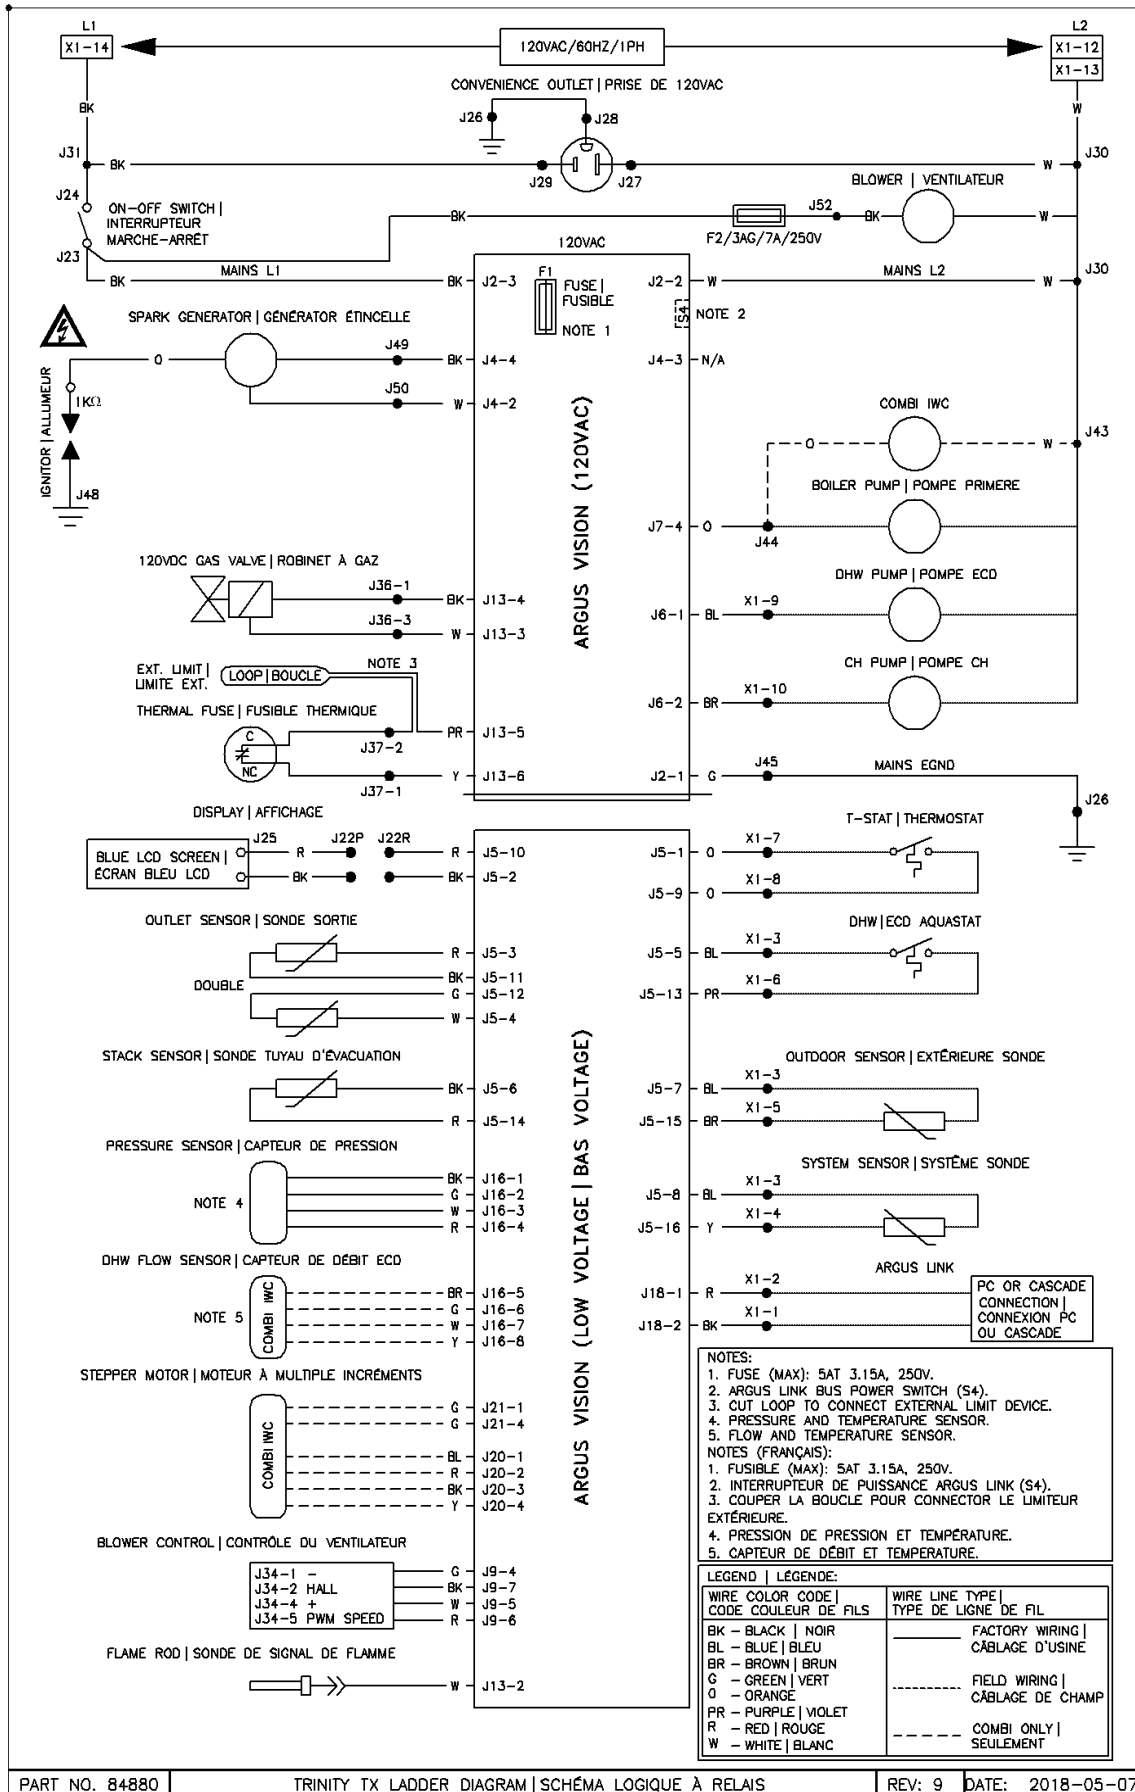 L1
X1-14
120VAC/60HZ/1PH
L2
X1-12
X1-13
CONVENIENCE OUTLET | PRISE DE 120VAC
BK
J26
J28
W
J31
BK
J29
J27
W
J30
BLOWER | VENTILATEUR
J24
ON-OFF SWITCH |
INTERRUPTEUR
MARCHE-ARRÊT
BK
J52
BK
W
F2/3AG/7A/250V
J23
120VAC
MAINS L1
BK
BK
J2-3
F1
FUSE |
FUSIBLE
NOTE 1
J2-2
W
MAINS L2
W
J30
S4
NOTE 2
SPARK GENERATOR | GÉNÉRATOR ÉTINCELLE
O
J49
BK
J4-4
J4-3
N/A
J50
W
J4-2
1KΩ
IGNITOR | ALLUMEUR
J48
ARGUS VISION (120VAC)
COMBI IWC
O
W
J43
BOILER PUMP | POMPE PRIMERE
J7-4
O
J44
120VDC GAS VALVE | ROBINET À GAZ
J36-1
BK
J13-4
J36-3
W
J13-3
DHW PUMP | POMPE ECD
J6-1
BL
X1-9
EXT. LIMIT |
LIMITE EXT.
LOOP | BOUCLE
NOTE 3
CH PUMP | POMPE CH
J6-2
BR
X1-10
THERMAL FUSE | FUSIBLE THERMIQUE
C
NC
J37-2
PR
J13-5
J37-1
Y
J13-6
J2-1
G
J45
MAINS EGND
J26
DISPLAY | AFFICHAGE
BLUE LCD SCREEN |
ÉCRAN BLEU LCD
J25
J22P
J22R
R
R
J5-10
BK
BK
J5-2
T-STAT | THERMOSTAT
J5-1
O
X1-7
J5-9
O
X1-8
OUTLET SENSOR | SONDE SORTIE
R
J5-3
BK
J5-11
DOUBLE
G
J5-12
W
J5-4
DHW | ECD AQUASTAT
J5-5
BL
X1-3
J5-13
PR
X1-6
STACK SENSOR | SONDE TUYAU D'ÉVACUATION
BK
J5-6
R
J5-14
OUTDOOR SENSOR | EXTÉRIEURE SONDE
J5-7
BL
X1-3
J5-15
BR
X1-5
PRESSURE SENSOR | CAPTEUR DE PRESSION
NOTE 4
BK
J16-1
G
J16-2
W
J16-3
R
J16-4
SYSTEM SENSOR | SYSTÈME SONDE
J5-8
BL
X1-3
J5-16
Y
X1-4
ARGUS VISION (LOW VOLTAGE | BAS VOLTAGE)
DHW FLOW SENSOR | CAPTEUR DE DÉBIT ECD
NOTE 5
COMBI IWC
BR
J16-5
G
J16-6
W
J16-7
Y
J16-8
ARGUS LINK
J18-1
R
X1-2
J18-2
BK
X1-1
PC OR CASCADE
CONNECTION |
CONNEXION PC
OU CASCADE
STEPPER MOTOR | MOTEUR À MULTIPLE INCRÉMENTS
COMBI IWC
G
J21-1
G
J21-4
BL
J20-1
R
J20-2
BK
J20-3
Y
J20-4
BLOWER CONTROL | CONTRÔLE DU VENTILATEUR
J34-1 -
J34-2 HALL
J34-4 +
J34-5 PWM SPEED
G
J9-4
BK
J9-7
W
J9-5
R
J9-6
FLAME ROD | SONDE DE SIGNAL DE FLAMME
W
J13-2
NOTES:
1. FUSE (MAX): 5AT 3.15A, 250V.
2. ARGUS LINK BUS POWER SWITCH (S4).
3. CUT LOOP TO CONNECT EXTERNAL LIMIT DEVICE.
4. PRESSURE AND TEMPERATURE SENSOR.
5. FLOW AND TEMPERATURE SENSOR.
NOTES (FRANÇAIS):
1. FUSIBLE (MAX): 5AT 3.15A, 250V.
2. INTERRUPTEUR DE PUISSANCE ARGUS LINK (S4).
3. COUPER LA BOUCLE POUR CONNECTOR LE LIMITEUR
EXTÉRIEURE.
4. PRESSION DE PRESSION ET TEMPÉRATURE.
5. CAPTEUR DE DÉBIT ET TEMPERATURE.
LEGEND | LÉGENDE:
WIRE COLOR CODE |
CODE COULEUR DE FILS
WIRE LINE TYPE |
TYPE DE LIGNE DE FIL
BK - BLACK | NOIR
BL - BLUE | BLEU
BR - BROWN | BRUN
G - GREEN | VERT
O - ORANGE
PR - PURPLE | VIOLET
R - RED | ROUGE
W - WHITE | BLANC
FACTORY WIRING |
CÂBLAGE D'USINE
FIELD WIRING |
CÂBLAGE DE CHAMP
COMBI ONLY |
SEULEMENT
PART NO. 84880
TRINITY TX LADDER DIAGRAM | SCHÉMA LOGIQUE À RELAIS
REV: 9
DATE: 2018-05-07